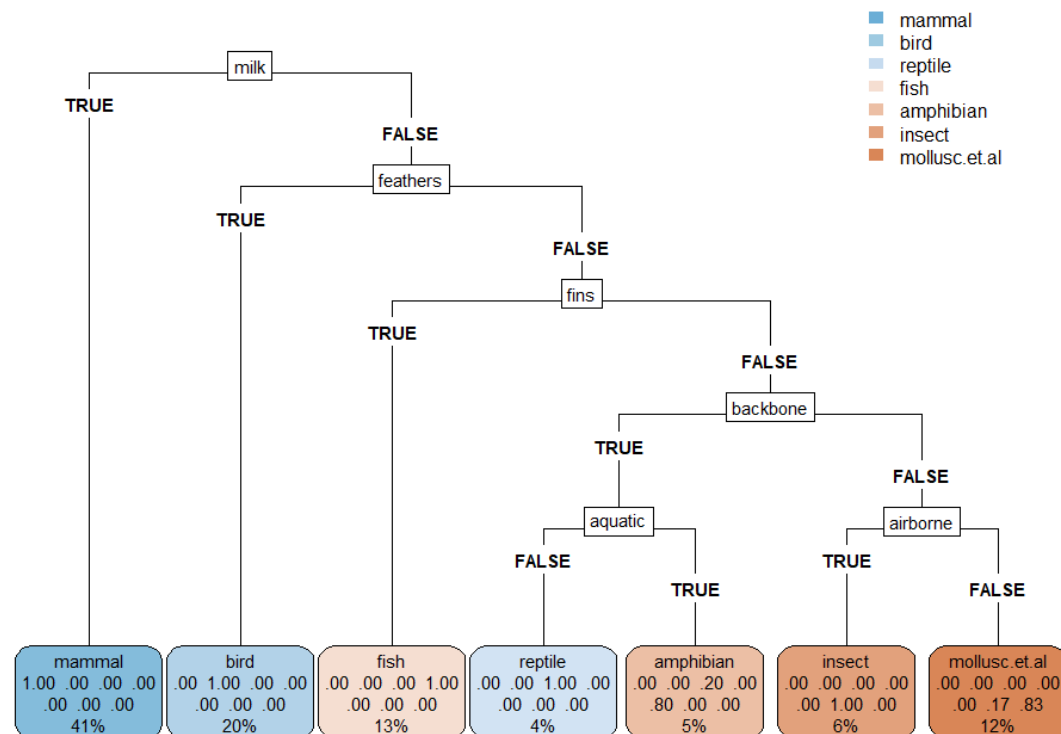 mammal
bird
reptile
fish
amphibian
insect
mollusc.et.al
milk
TRUE
FALSE
feathers
TRUE
FALSE
fins
TRUE
FALSE
backbone
TRUE
FALSE
aquatic
airborne
FALSE
TRUE
TRUE
FALSE
mammal
1.00 .00 .00 .00
.00 .00 .00
41%
bird
.00 1.00 .00 .00
.00 .00 .00
20%
fish
.00 .00 .00 1.00
.00 .00 .00
13%
reptile
.00 .00 1.00 .00
.00 .00 .00
4%
amphibian
.00 .00 .20 .00
.80 .00 .00
5%
insect
.00 .00 .00 .00
.00 1.00 .00
6%
mollusc.et.al
.00 .00 .00 .00
.00 .17 .83
12%